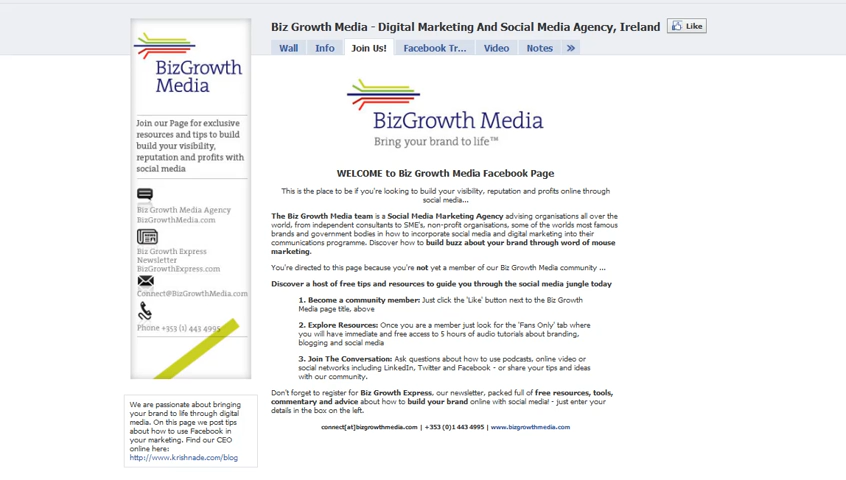 Biz Growth Media - Digital Marketing And Social Media Agency, Ireland
Like
Wall Info Join Us! Facebook Tr... Video Notes »
BizGrowth
Media
Join our Page for exclusive
resources and tips to build
build your visibility,
reputation and profits with
social media
Biz Growth Media Agency
BizGrowthMedia.com
Biz Growth Express
Newsletter
BizGrowthExpress.com
Connect@BizGrowthMedia.com
Phone +353 (1) 443 4995
We are passionate about bringing
your brand to life through digital
media. On this page we post tips
about how to use Facebook in
your marketing. Find our CEO
online here:
http://www.krishnade.com/blog
BizGrowth Media
Bring your brand to life™
WELCOME to Biz Growth Media Facebook Page
This is the place to be if you're looking to build your visibility, reputation and profits online through
social media...
The Biz Growth Media team is a Social Media Marketing Agency advising organisations all over the
world, from independent consultants to SME's, non-profit organisations, some of the worlds most famous
brands and government bodies in how to incorporate social media and digital marketing into their
communications programme. Discover how to build buzz about your brand through word of mouse
marketing.
You're directed to this page because you're not yet a member of our Biz Growth Media community ...
Discover a host of free tips and resources to guide you through the social media jungle today
1. Become a community member: Just click the 'Like' button next to the Biz Growth
Media page title, above
2. Explore Resources: Once you are a member just look for the 'Fans Only' tab where
you will have immediate and free access to 5 hours of audio tutorials about branding,
blogging and social media
3. Join The Conversation: Ask questions about how to use podcasts, online video or
social networks including LinkedIn, Twitter and Facebook - or share your tips and ideas
with our community.
Don't forget to register for Biz Growth Express, our newsletter, packed full of free resources, tools,
commentary and advice about how to build your brand online with social media! - just enter your
details in the box on the left.
connect[at]bizgrowthmedia.com | +353 (0)1 443 4995 | www.bizgrowthmedia.com